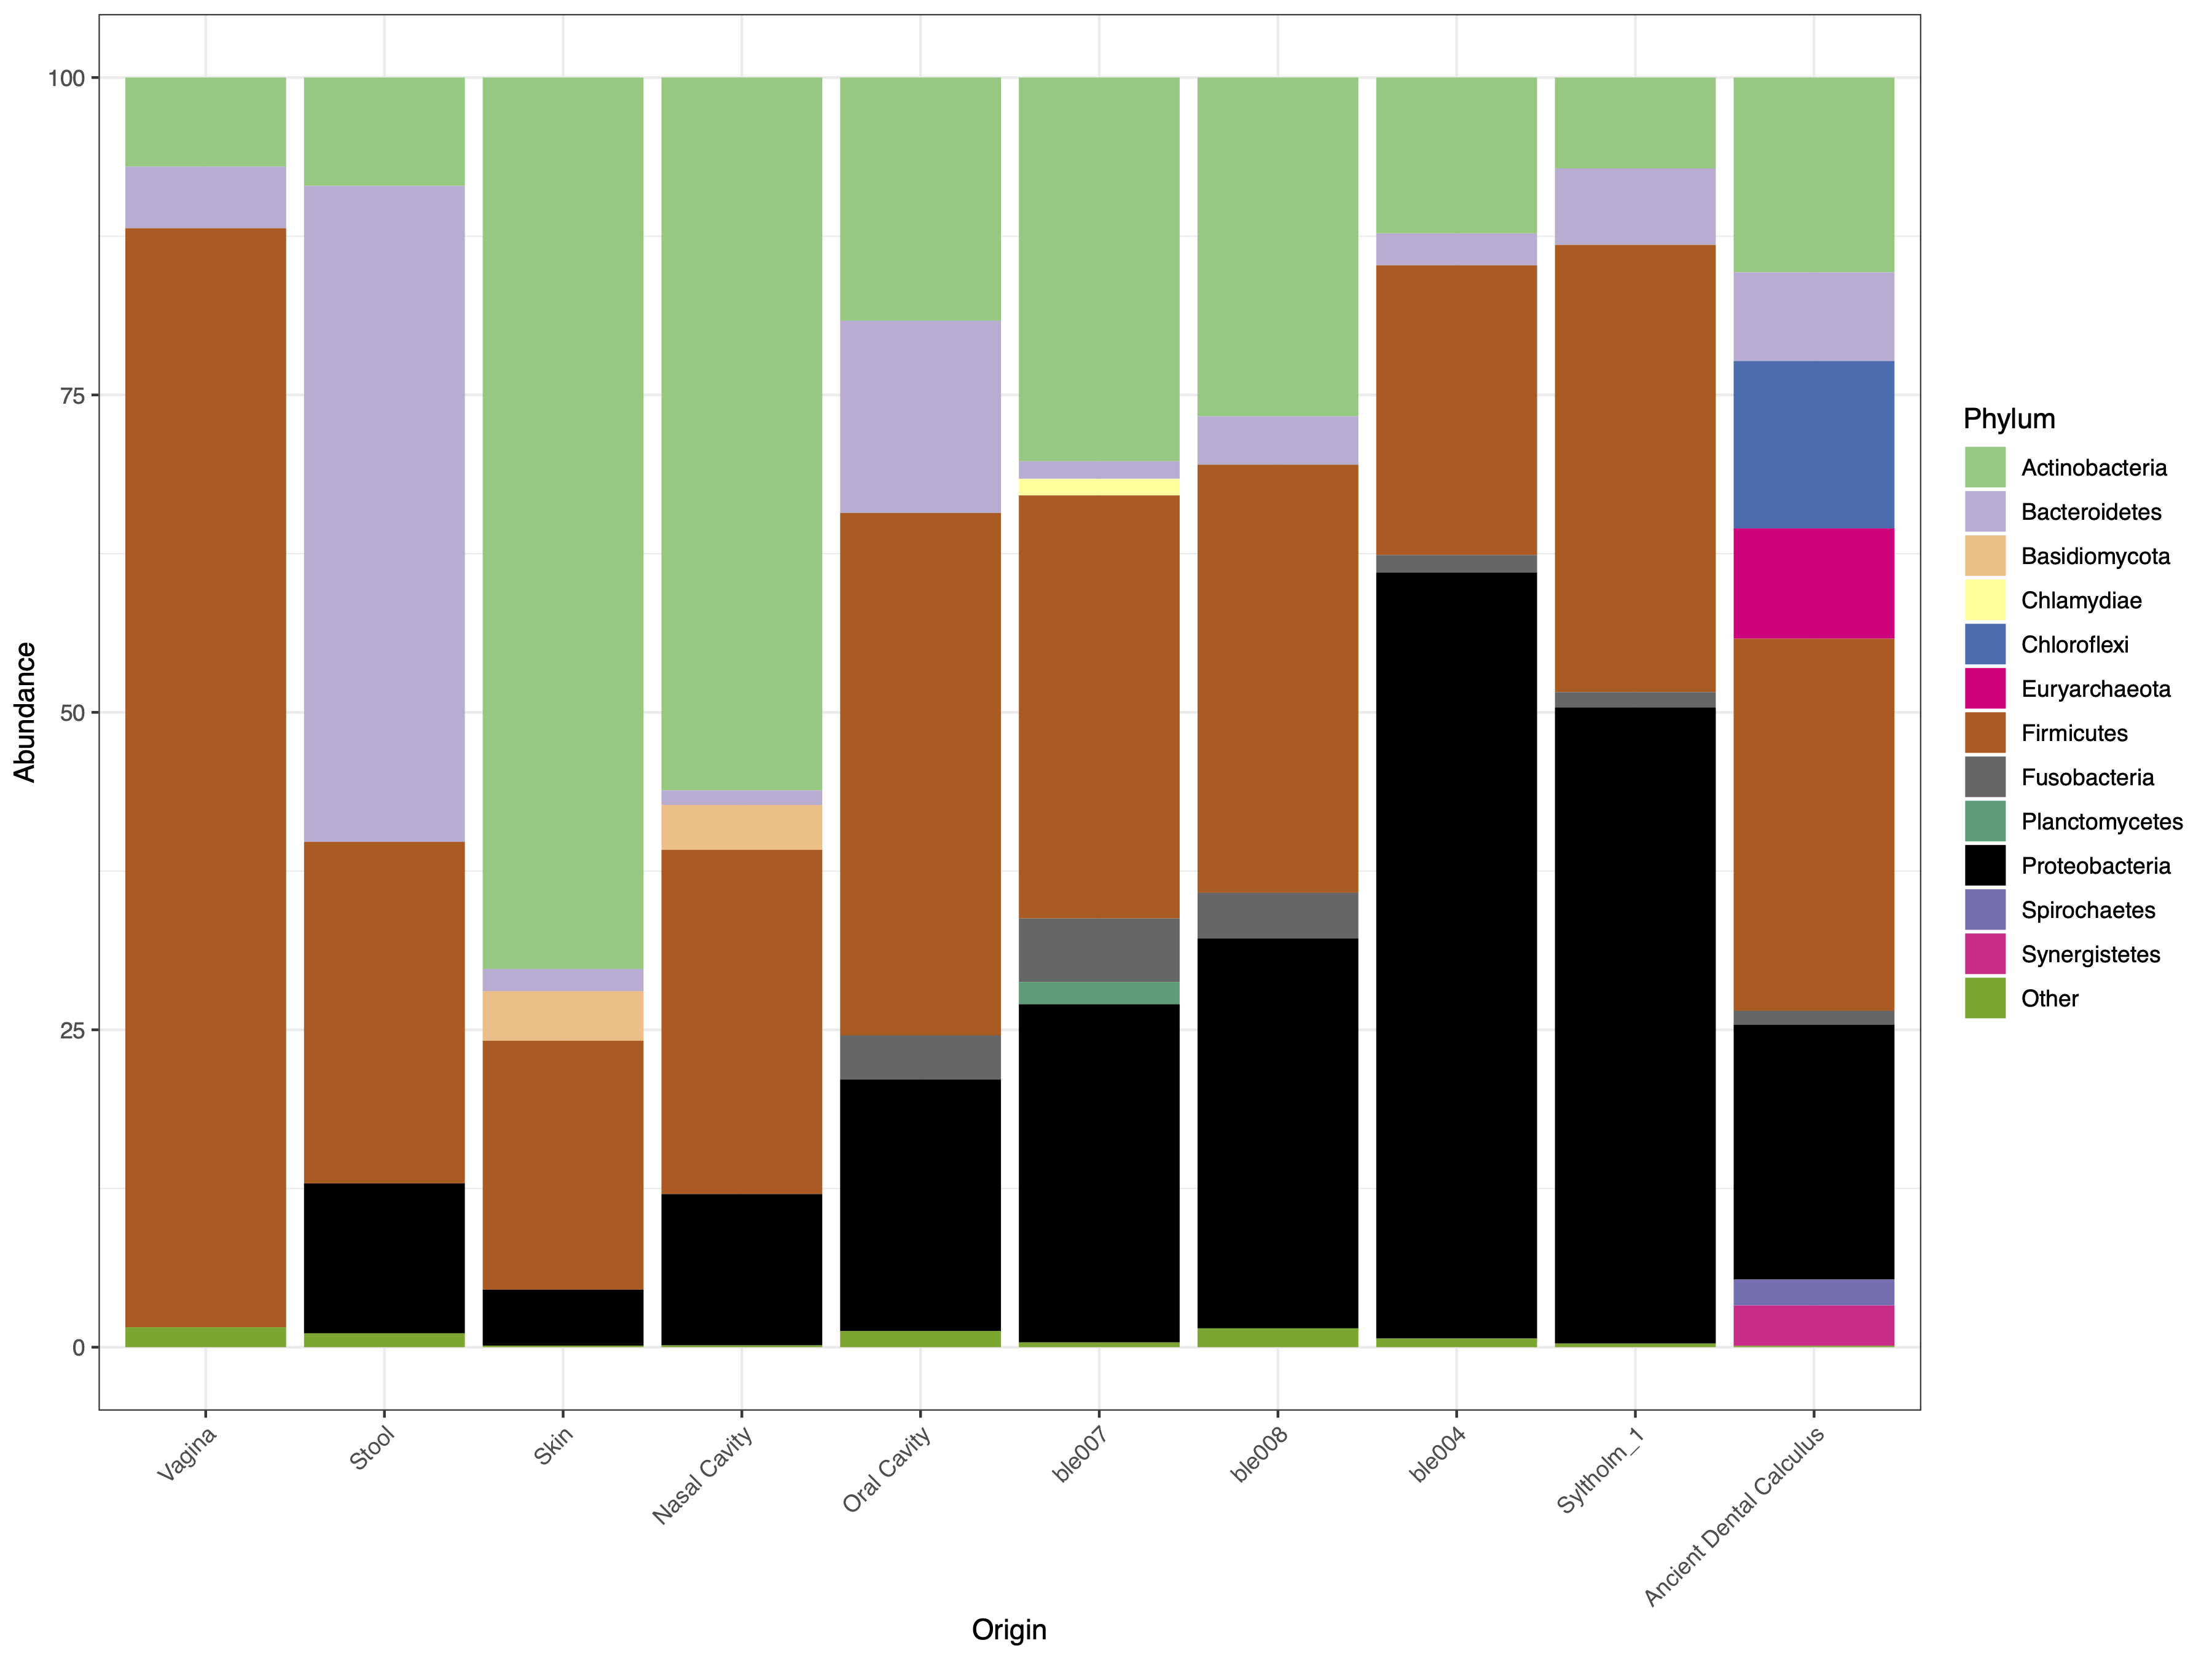 100
75
50
25
0
Abundance
Vagina
Stool
Skin
Nasal Cavity
Oral Cavity
ble007
ble008
ble004
Syltholm_1
Ancient Dental Calculus
Origin
Phylum
Actinobacteria
Bacteroidetes
Basidiomycota
Chlamydiae
Chloroflexi
Euryarchaeota
Firmicutes
Fusobacteria
Planctomycetes
Proteobacteria
Spirochaetes
Synergistetes
Other